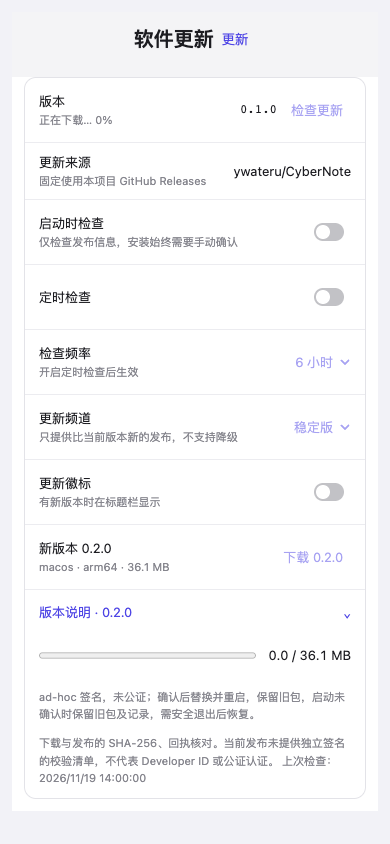 软件更新 更新
版本
正在下载... 0%
0.1.0 检查更新
更新来源
固定使用本项目 GitHub Releases
ywateru/CyberNote
启动时检查
仅检查发布信息，安装始终需要手动确认
定时检查
检查频率
开启定时检查后生效
6 小时
更新频道
只提供比当前版本新的发布，不支持降级
稳定版
更新徽标
有新版本时在标题栏显示
新版本 0.2.0
macos · arm64 · 36.1 MB
下载 0.2.0
版本说明 · 0.2.0
0.0 / 36.1 MB
ad-hoc 签名，未公证；确认后替换并重启，保留旧包，启动未
确认时保留旧包及记录，需安全退出后恢复。
下载与发布的 SHA-256、回执核对。当前发布未提供独立签名
的校验清单，不代表 Developer ID 或公证认证。 上次检查：
2026/11/19 14:00:00